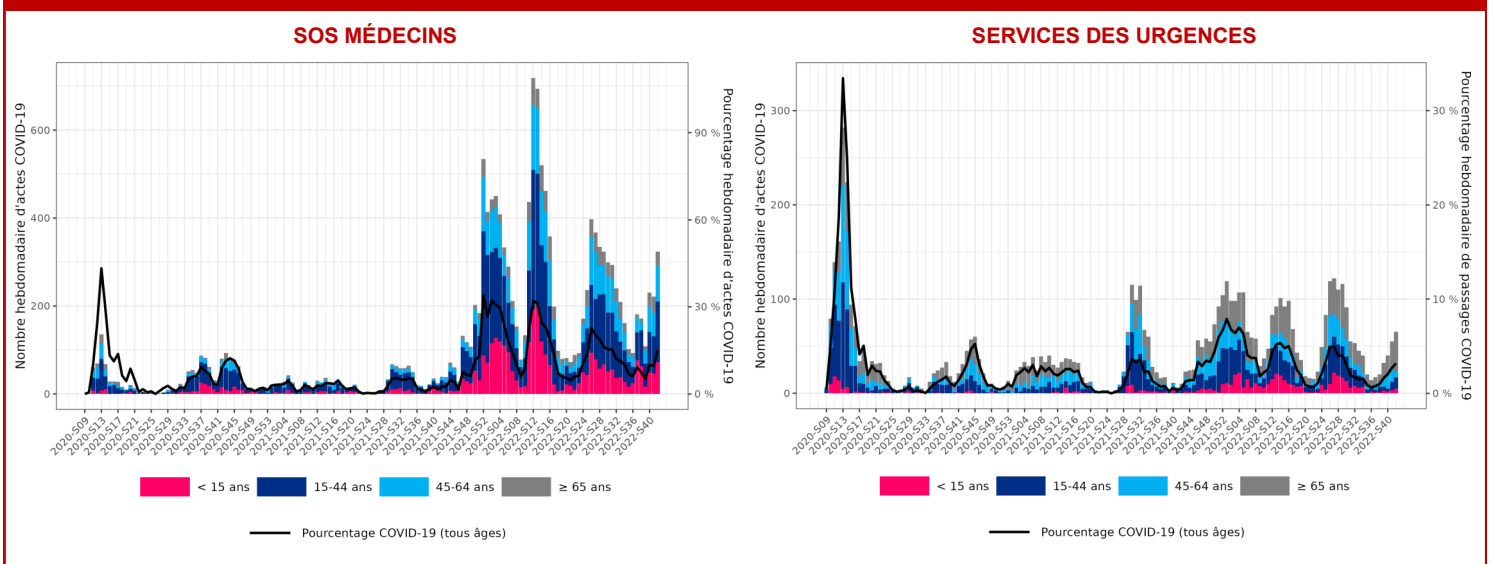 SOS MÉDECINS
Nombre hebdomadaire d'actes COVID-19
600
400
200
0
90 %
60 %
30 %
0 %
Pourcentage hebdomadaire d'actes COVID-19
2020-S09
2020-S13
2020-S17
2020-S21
2020-S25
2020-S29
2020-S33
2020-S37
2020-S41
2020-S45
2020-S49
2020-S53
2021-S04
2021-S08
2021-S12
2021-S16
2021-S20
2021-S24
2021-S28
2021-S32
2021-S36
2021-S40
2021-S44
2021-S48
2021-S52
2022-S04
2022-S08
2022-S12
2022-S16
2022-S20
2022-S24
2022-S28
2022-S32
2022-S36
2022-S40
< 15 ans
15-44 ans
45-64 ans
≥ 65 ans
Pourcentage COVID-19 (tous âges)
SERVICES DES URGENCES
d'actes COVID-19
300
200
100
0
30 %
20 %
10 %
0 %
Pourcentage hebdomadaire de passages COVID-19
2020-S09
2020-S13
2020-S17
2020-S21
2020-S25
2020-S29
2020-S33
2020-S37
2020-S41
2020-S45
2020-S49
2020-S53
2021-S04
2021-S08
2021-S12
2021-S16
2021-S20
2021-S24
2021-S28
2021-S32
2021-S36
2021-S40
2021-S44
2021-S48
2021-S52
2022-S04
2022-S08
2022-S12
2022-S16
2022-S20
2022-S24
2022-S28
2022-S32
2022-S36
2022-S40
< 15 ans
15-44 ans
45-64 ans
≥ 65 ans
Pourcentage COVID-19 (tous âges)